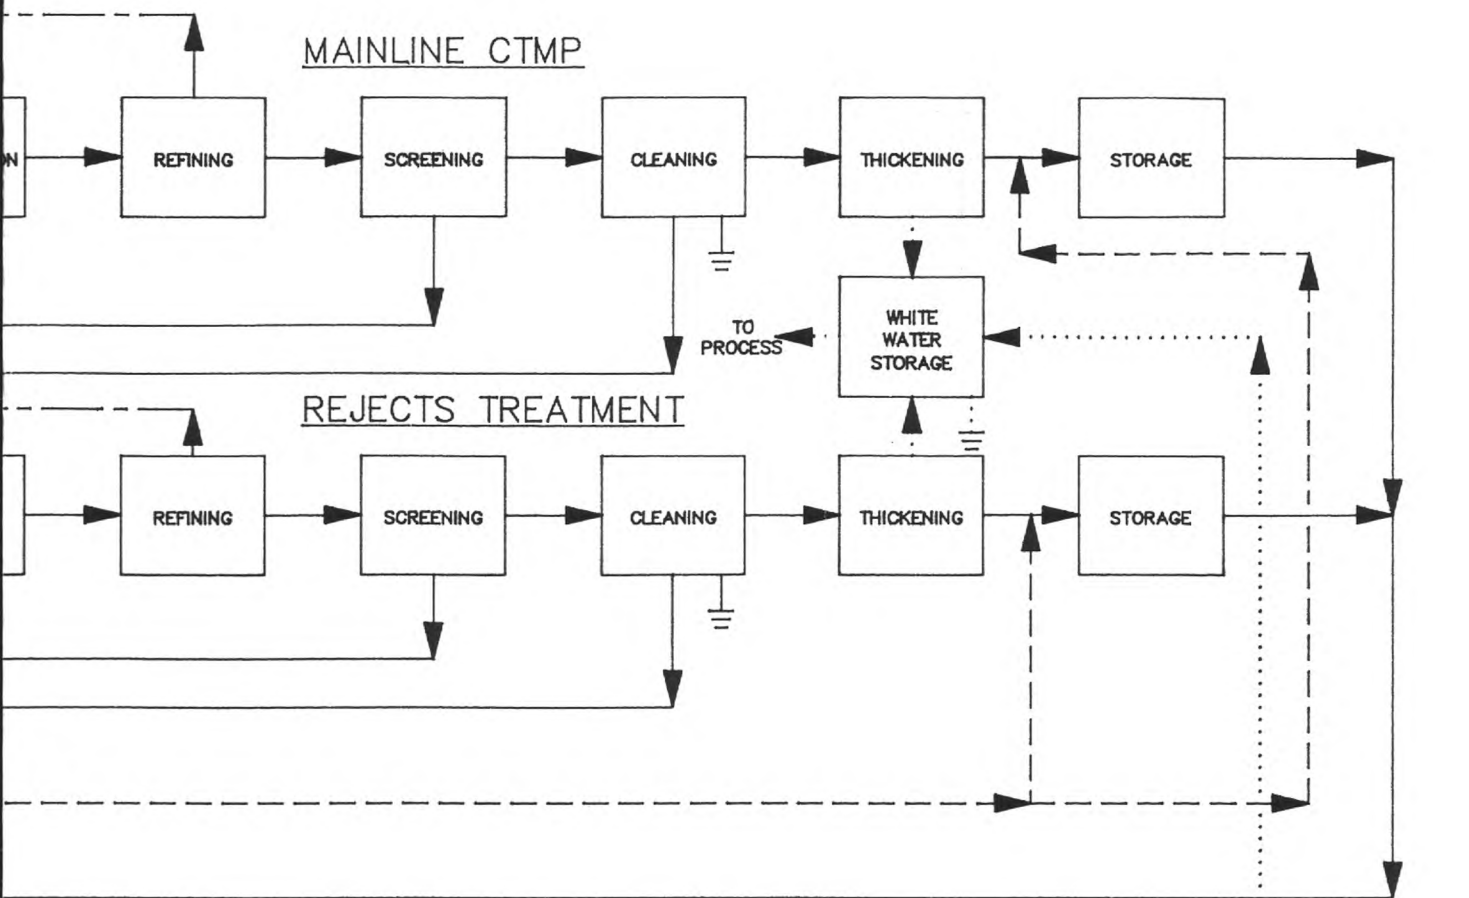 MAINLINE CTMP
ON
REFINING
SCREENING
CLEANING
THICKENING
STORAGE
TO
PROCESS
WHITE
WATER
STORAGE
REJECTS TREATMENT
REFINING
SCREENING
CLEANING
THICKENING
STORAGE